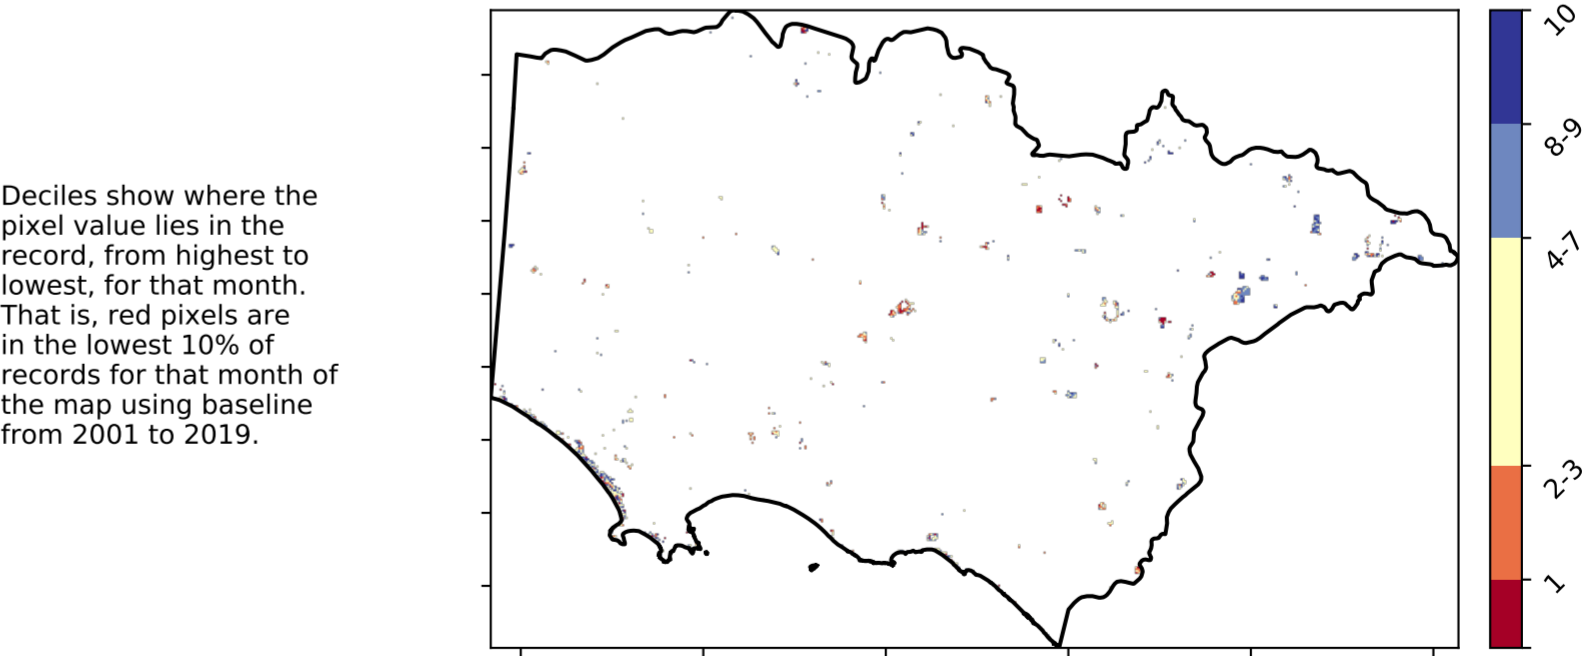 Deciles show where the
pixel value lies in the
record, from highest to
lowest, for that month.
That is, red pixels are
in the lowest 10% of
records for that month of
the map using baseline
from 2001 to 2019.
10
8-9
4-7
2-3
1